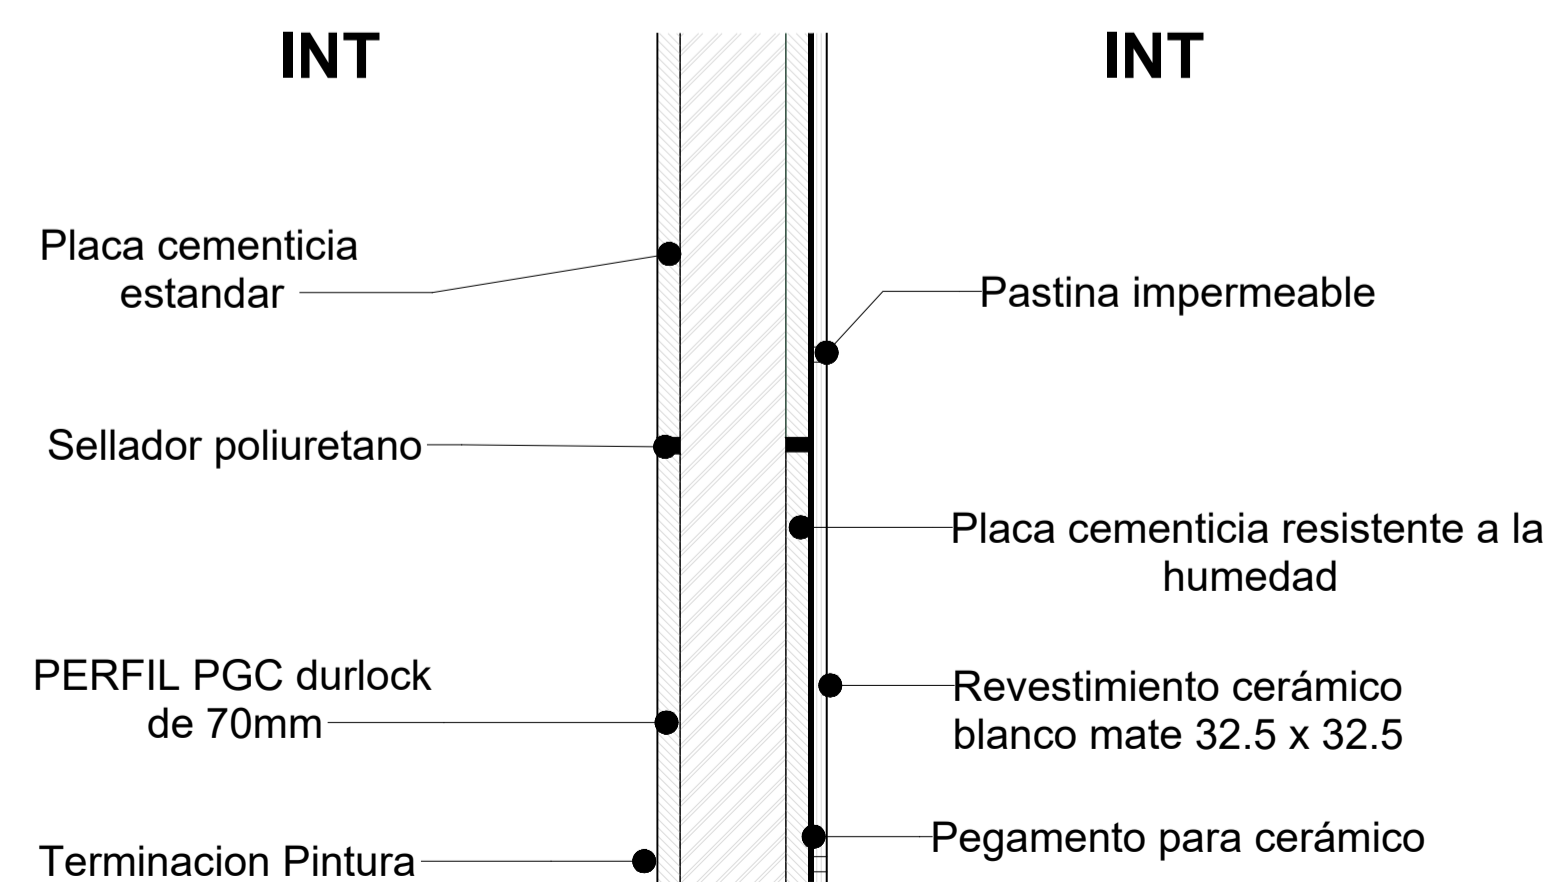 INT
INT
Placa cementicia
estandar
Pastina impermeable
Sellador poliuretano
Placa cementicia resistente a la
humedad
PERFIL PGC durlock
de 70mm
Revestimiento cerámico
blanco mate 32.5 x 32.5
Pegamento para cerámico
Terminacion Pintura